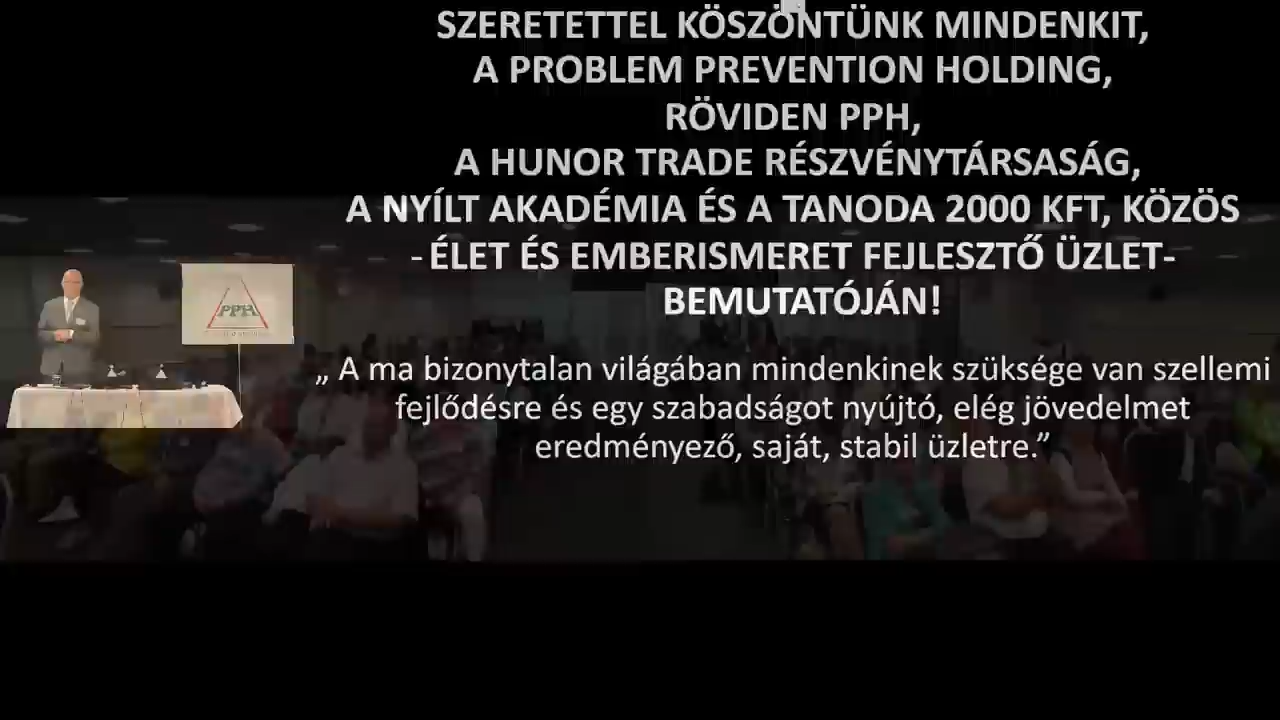 SZERETETTEL KÖSZÖNTÜNK MINDENKIT,
A PROBLEM PREVENTION HOLDING,
RÖVIDEN PPH,
A HUNOR TRADE RÉSZVÉNYTÁRSASÁG,
A NYÍLT AKADÉMIA ÉS A TANODA 2000 KFT, KÖZÖS
- ÉLET ÉS EMBERISMERET FEJLESZTŐ ÜZLET-
BEMUTATÓJÁN!
PPH
„ A ma bizonytalan világában mindenkinek szüksége van szellemi
fejlődésre és egy szabadságot nyújtó, elég jövedelmet
eredményező, saját, stabil üzletre.”